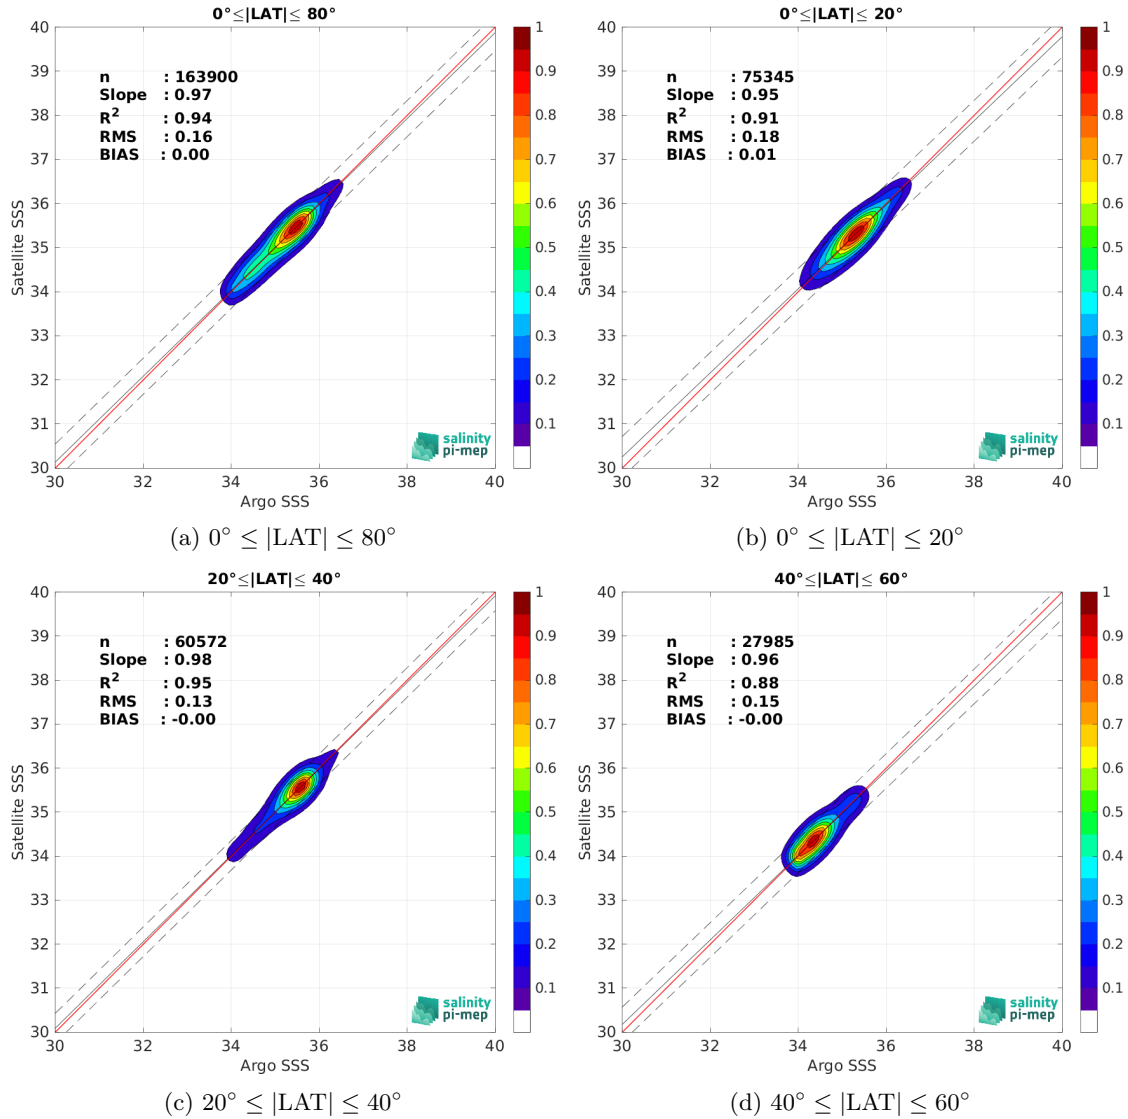 0°≤|LAT|≤ 80°
n : 163900
Slope : 0.97
R² : 0.94
RMS : 0.16
BIAS : 0.00
40
39
38
37
36
35
34
33
32
31
30
Satellite SSS
30 32 34 36 38 40
Argo SSS
1
0.9
0.8
0.7
0.6
0.5
0.4
0.3
0.2
0.1
salinity
pi-mep
(a) 0° ≤ |LAT| ≤ 80°
0°≤|LAT|≤ 20°
n : 75345
Slope : 0.95
R² : 0.91
RMS : 0.18
BIAS : 0.01
40
39
38
37
36
35
34
33
32
31
30
Satellite SSS
30 32 34 36 38 40
Argo SSS
1
0.9
0.8
0.7
0.6
0.5
0.4
0.3
0.2
0.1
salinity
pi-mep
(b) 0° ≤ |LAT| ≤ 20°
20°≤|LAT|≤ 40°
n : 60572
Slope : 0.98
R² : 0.95
RMS : 0.13
BIAS : -0.00
40
39
38
37
36
35
34
33
32
31
30
Satellite SSS
30 32 34 36 38 40
Argo SSS
1
0.9
0.8
0.7
0.6
0.5
0.4
0.3
0.2
0.1
salinity
pi-mep
(c) 20° ≤ |LAT| ≤ 40°
40°≤|LAT|≤ 60°
n : 27985
Slope : 0.96
R² : 0.88
RMS : 0.15
BIAS : -0.00
40
39
38
37
36
35
34
33
32
31
30
Satellite SSS
30 32 34 36 38 40
Argo SSS
1
0.9
0.8
0.7
0.6
0.5
0.4
0.3
0.2
0.1
salinity
pi-mep
(d) 40° ≤ |LAT| ≤ 60°